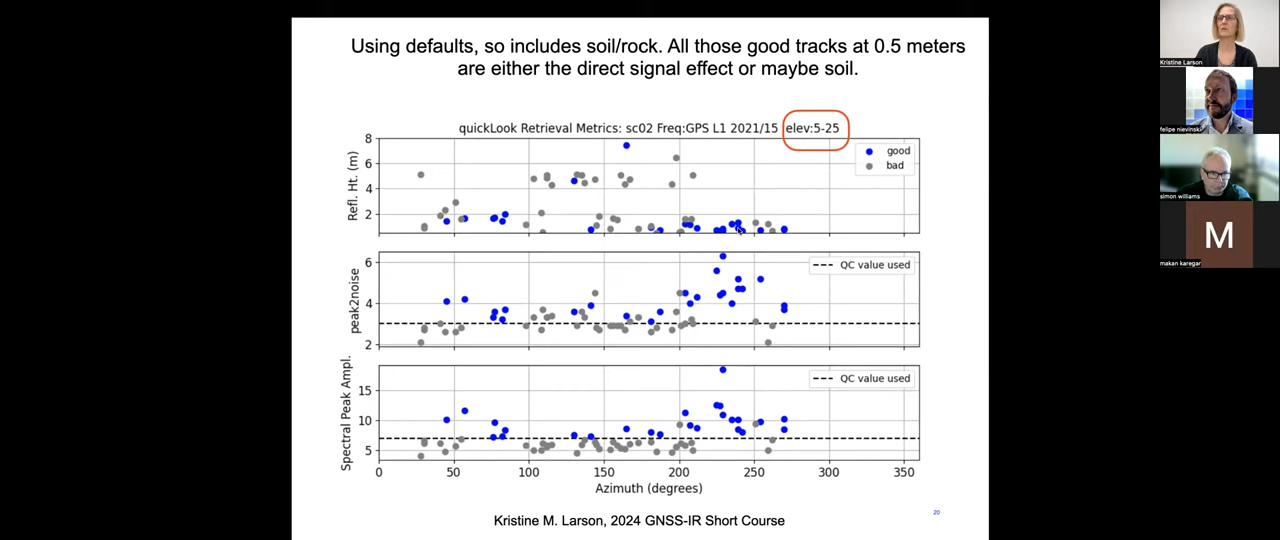 Using defaults, so includes soil/rock. All those good tracks at 0.5 meters
are either the direct signal effect or maybe soil.
quickLook Retrieval Metrics: sc02 Freq:GPS L1 2021/15 elev:5-25
Refl. Ht. (m)
8
6
4
2
good
bad
peak2noise
6
4
2
QC value used
Spectral Peak Ampl.
15
10
5
QC value used
0 50 100 150 200 250 300 350
Azimuth (degrees)
20
Kristine M. Larson, 2024 GNSS-IR Short Course
Kristine Larson
felipe nievinski
simon williams
M
makan karegar